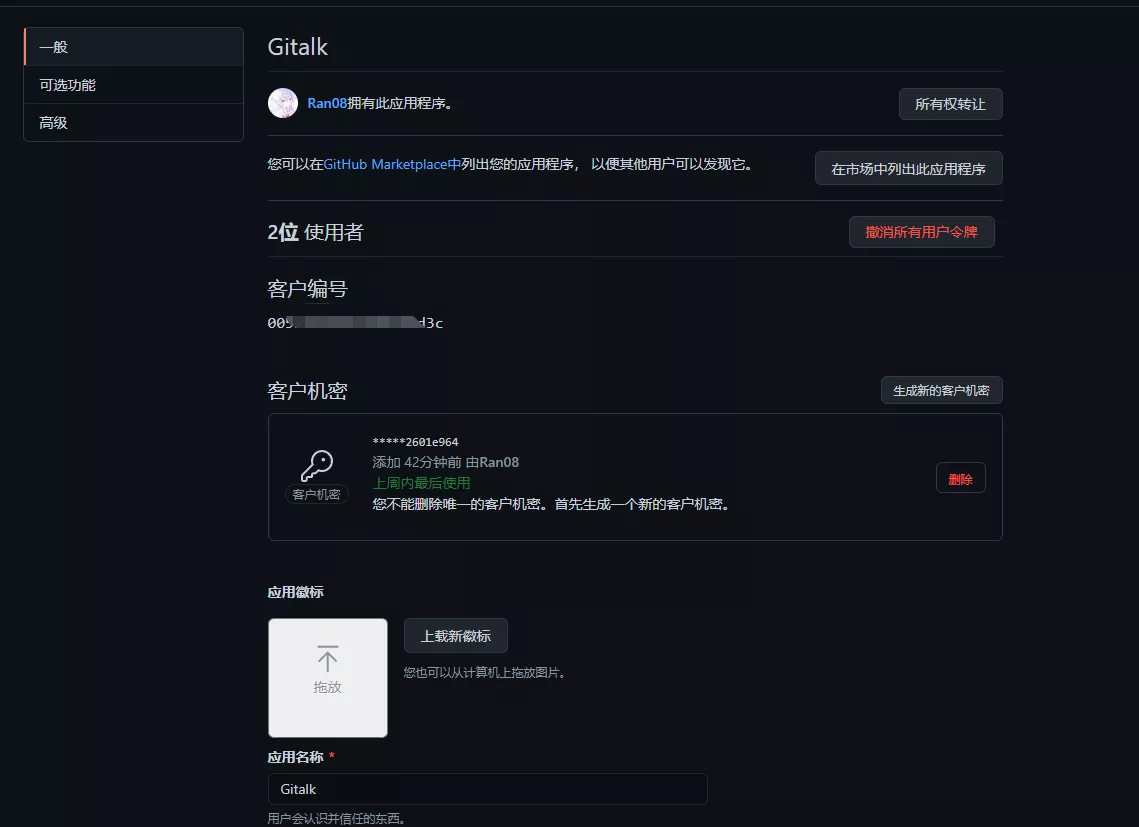 一般
可选功能
高级
Gitalk
Ran08拥有此应用程序。
所有权转让
您可以在GitHub Marketplace中列出您的应用程序， 以便其他用户可以发现它。
在市场中列出此应用程序
2位 使用者
撤消所有用户令牌
客户编号
005 d3c
客户机密
生成新的客户机密
*****2601e964
添加 42分钟前 由Ran08
上周内最后使用
您不能删除唯一的客户机密。首先生成一个新的客户机密。
客户机密
删除
应用徽标
拖放
上载新徽标
您也可以从计算机上拖放图片。
应用名称 *
Gitalk
用户会认识并信任的东西。